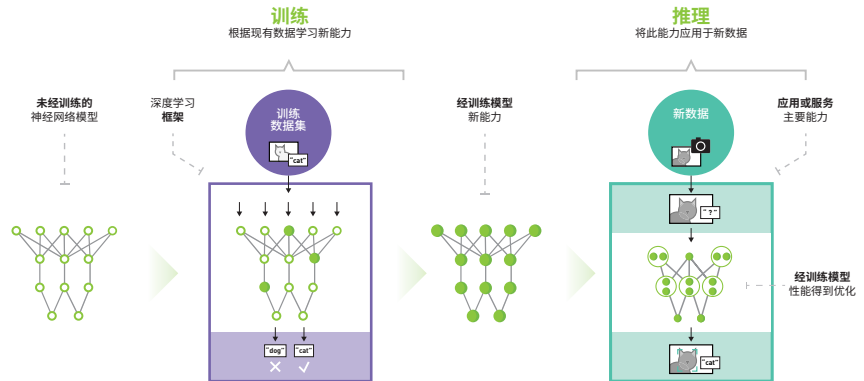 训练
根据现有数据学习新能力
推理
将此能力应用于新数据
未经训练的
神经网络模型
深度学习
框架
训练
数据集
"cat"
经训练模型
新能力
新数据
应用或服务
主要能力
"?"
经训练模型
性能得到优化
"dog"
"cat"
"cat"